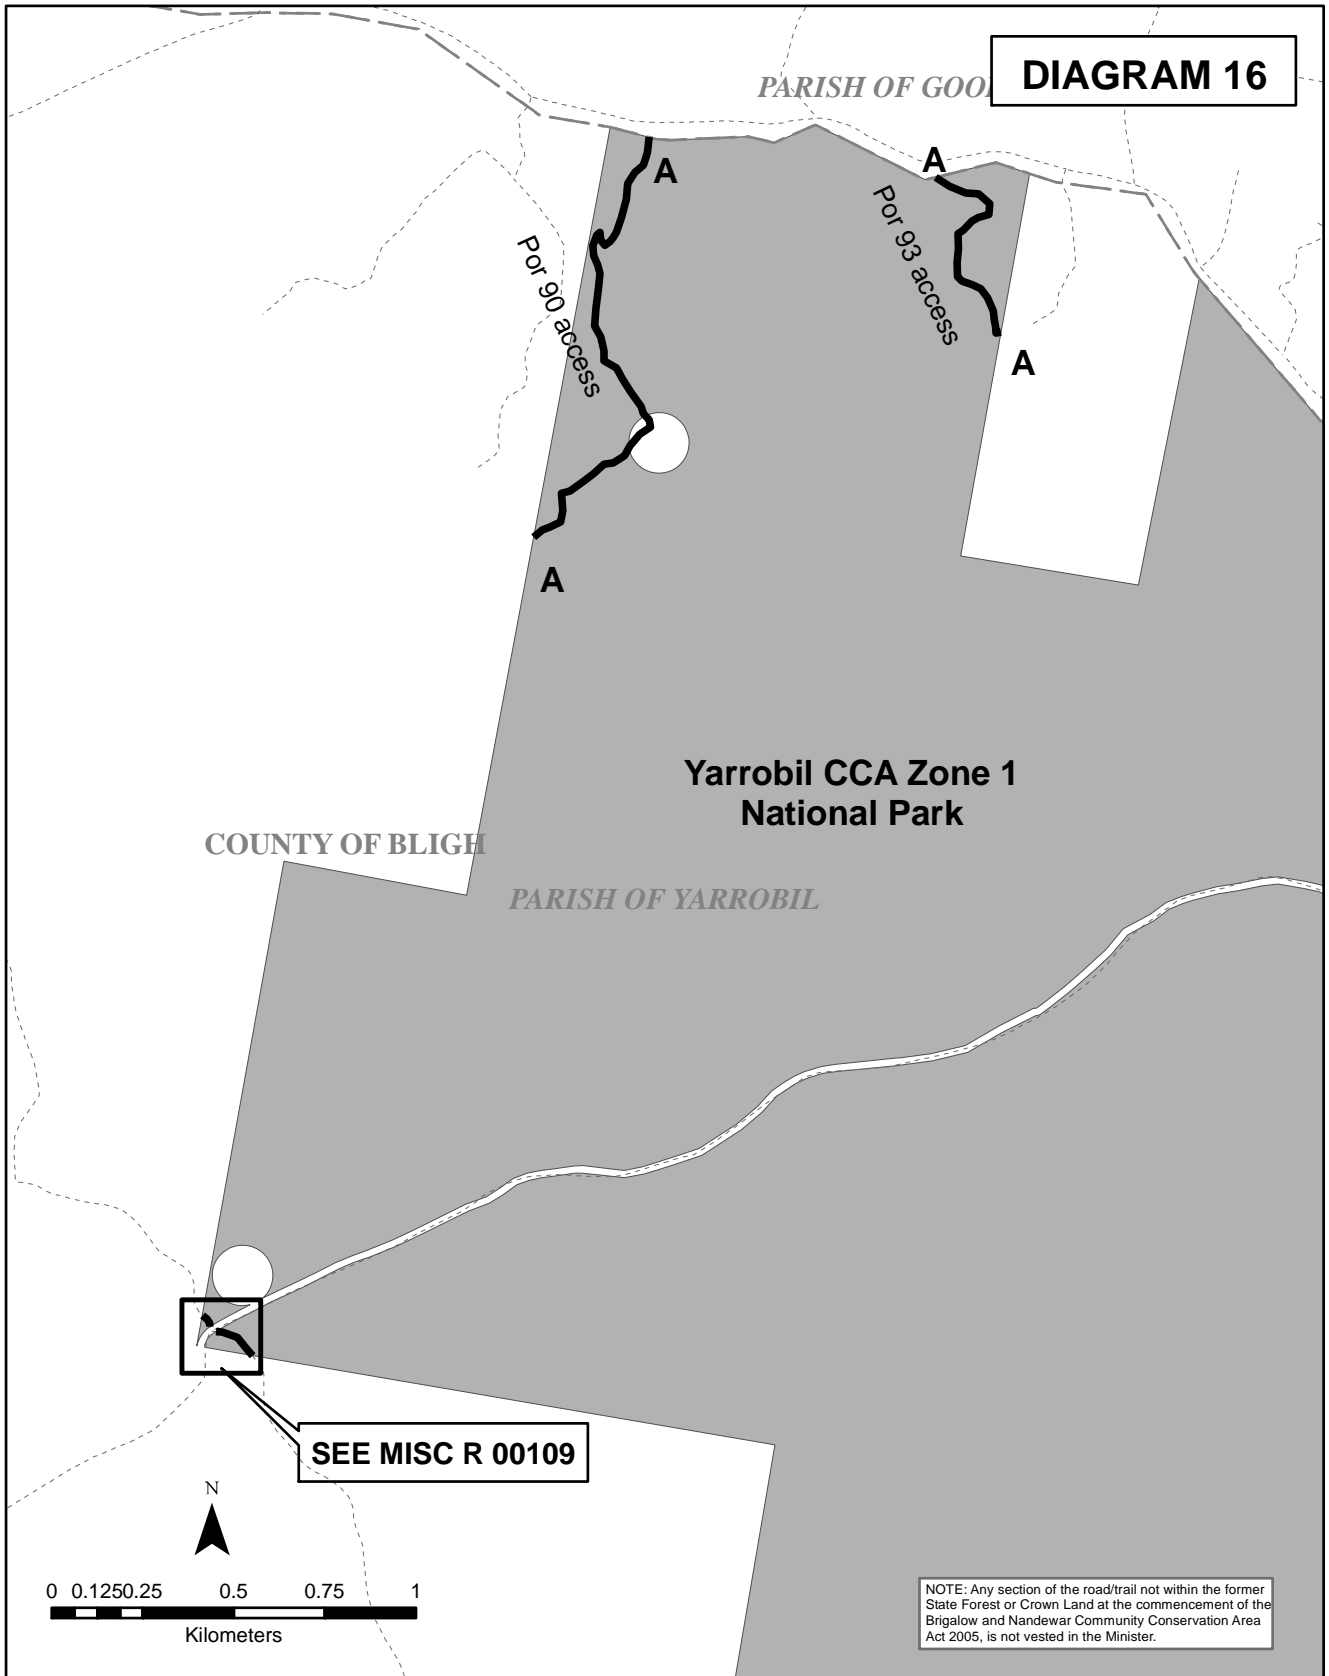 DIAGRAM 16
PARISH OF GOO
A
A
Por 90 access
Por 93 access
A
A
Yarrobil CCA Zone 1
National Park
COUNTY OF BLIGH
PARISH OF YARROBIL
SEE MISC R 00109
N
0 0.125 0.25 0.5 0.75 1
Kilometers
NOTE: Any section of the road/trail not within the former
State Forest or Crown Land at the commencement of the
Brigalow and Nandewar Community Conservation Area
Act 2005, is not vested in the Minister.